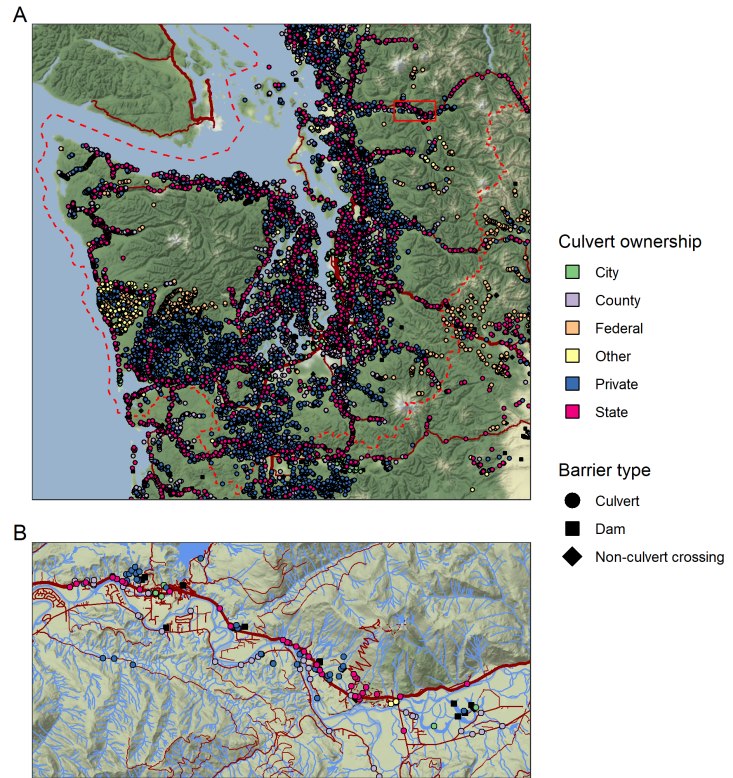 A
Culvert ownership
City
County
Federal
Other
Private
State
Barrier type
Culvert
Dam
Non-culvert crossing
B